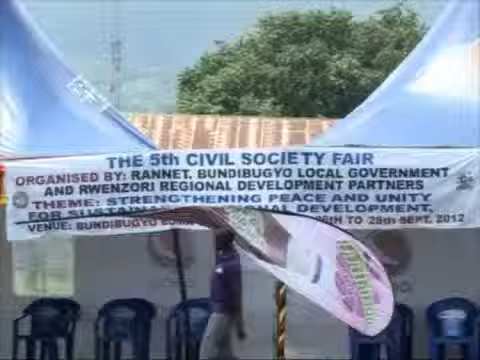 THE 5th CIVIL SOCIETY FAIR
ORGANISED BY: RANNET, BUNDIBUGYO LOCAL GOVERNMENT
AND RWENZORI REGIONAL DEVELOPMENT PARTNERS
THEME: STRENGTHENING PEACE AND UNITY
FOR DEVELOPMENT,
VENUE: BUNDIBUGYO TO 28th SEPT. 2012